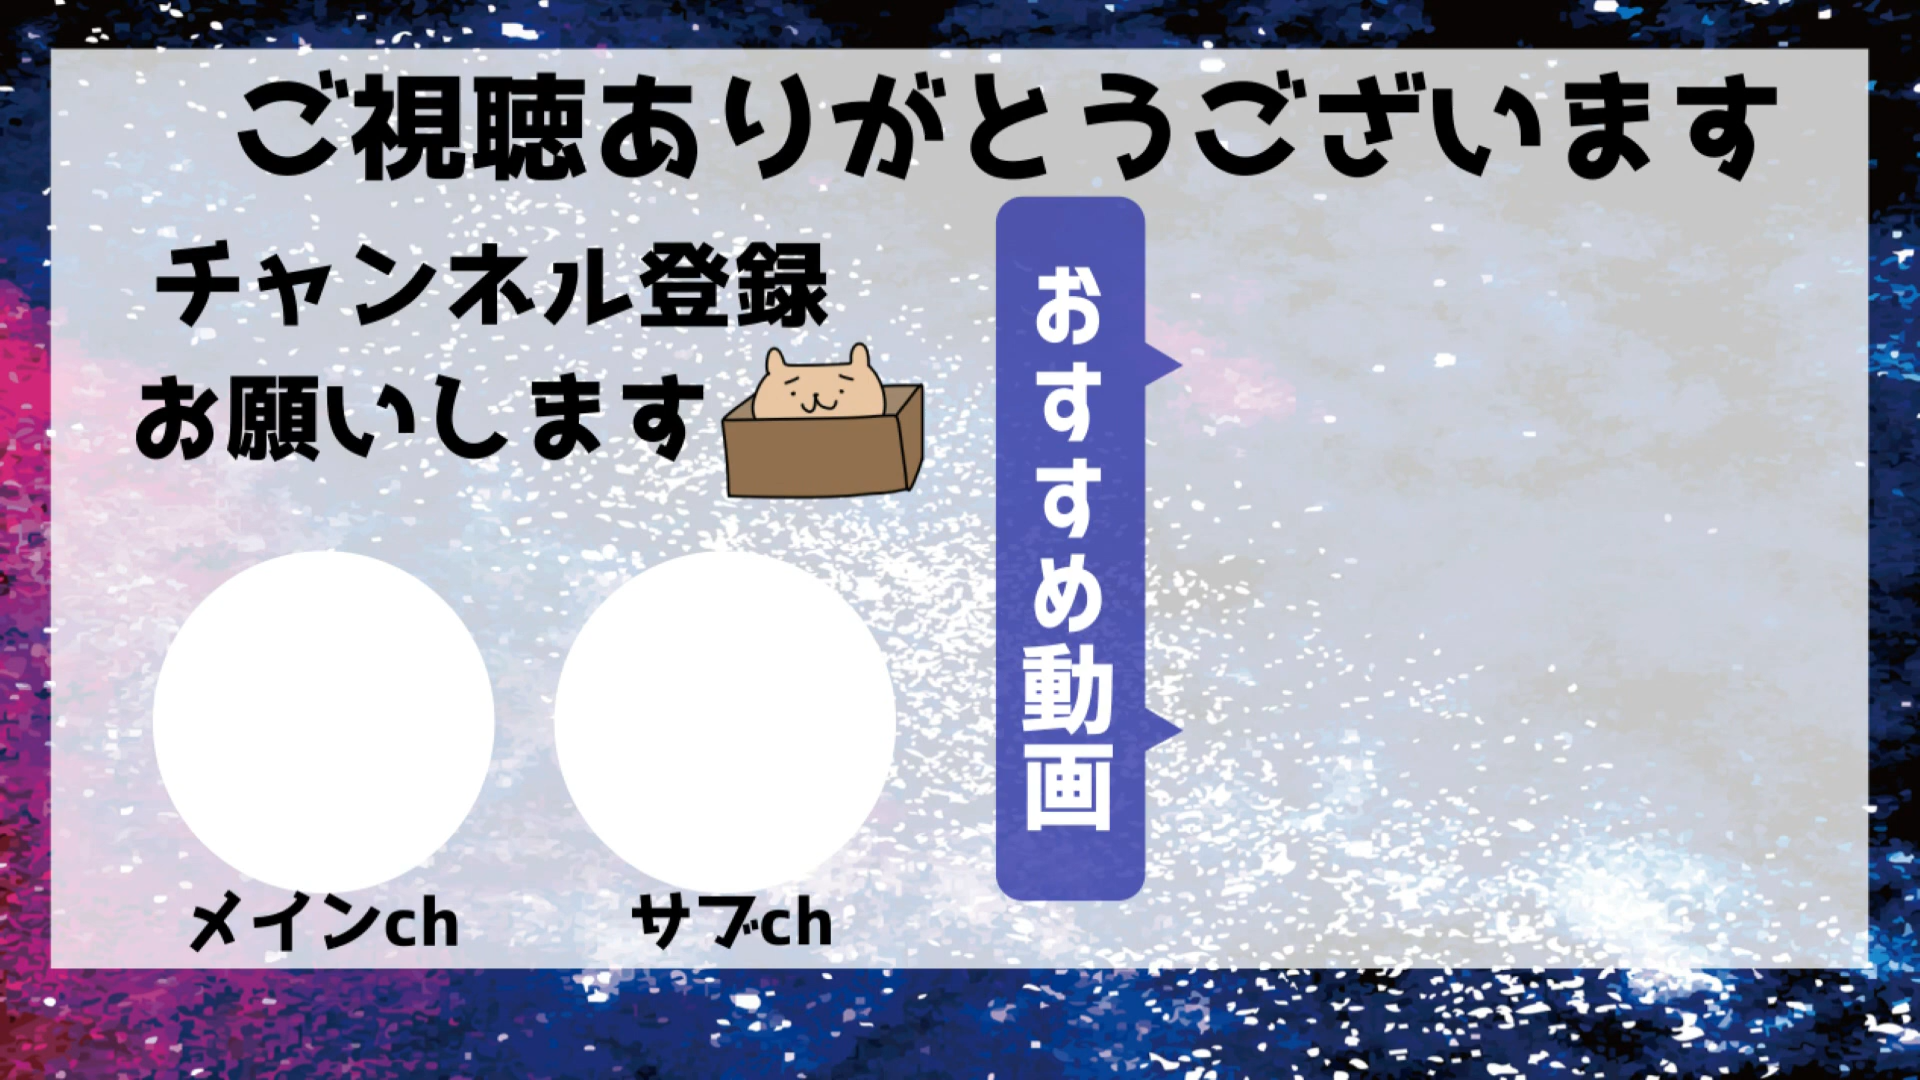 ご視聴ありがとうございます
チャンネル登録
お願いします
おすすめ動画
メインch
サブch